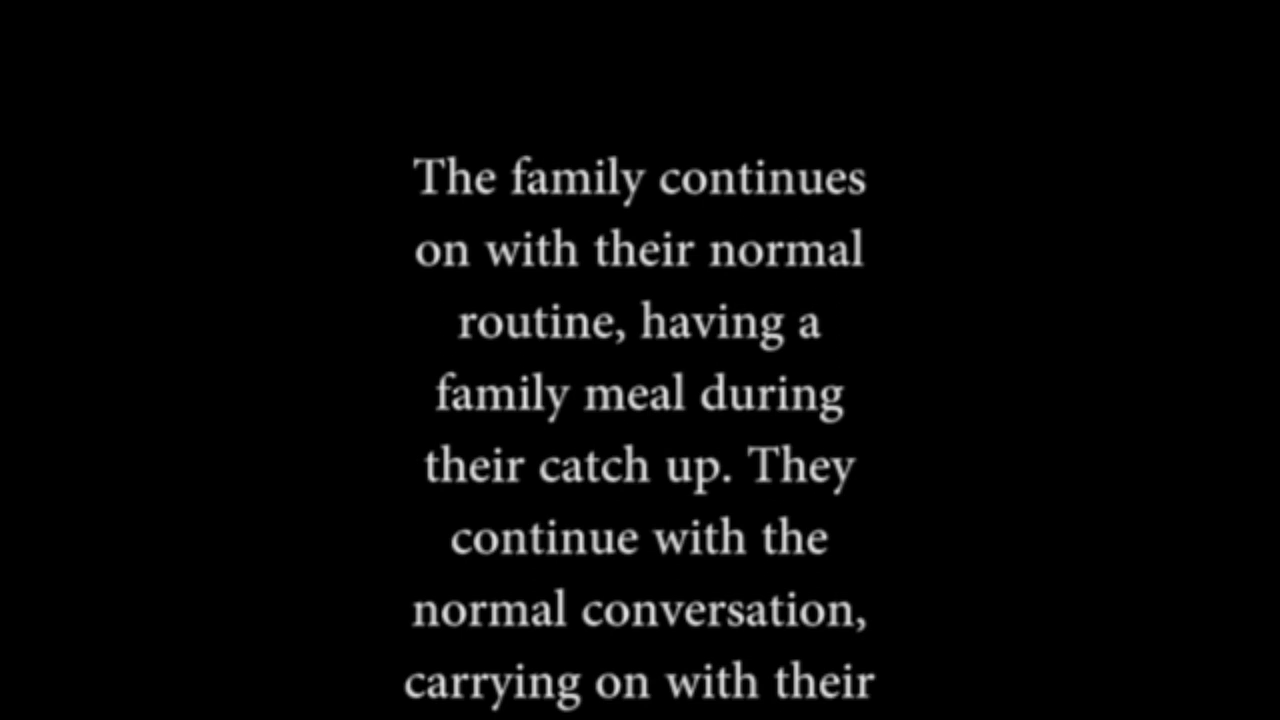 The family continues
on with their normal
routine, having a
family meal during
their catch up. They
continue with the
normal conversation,
carrying on with their